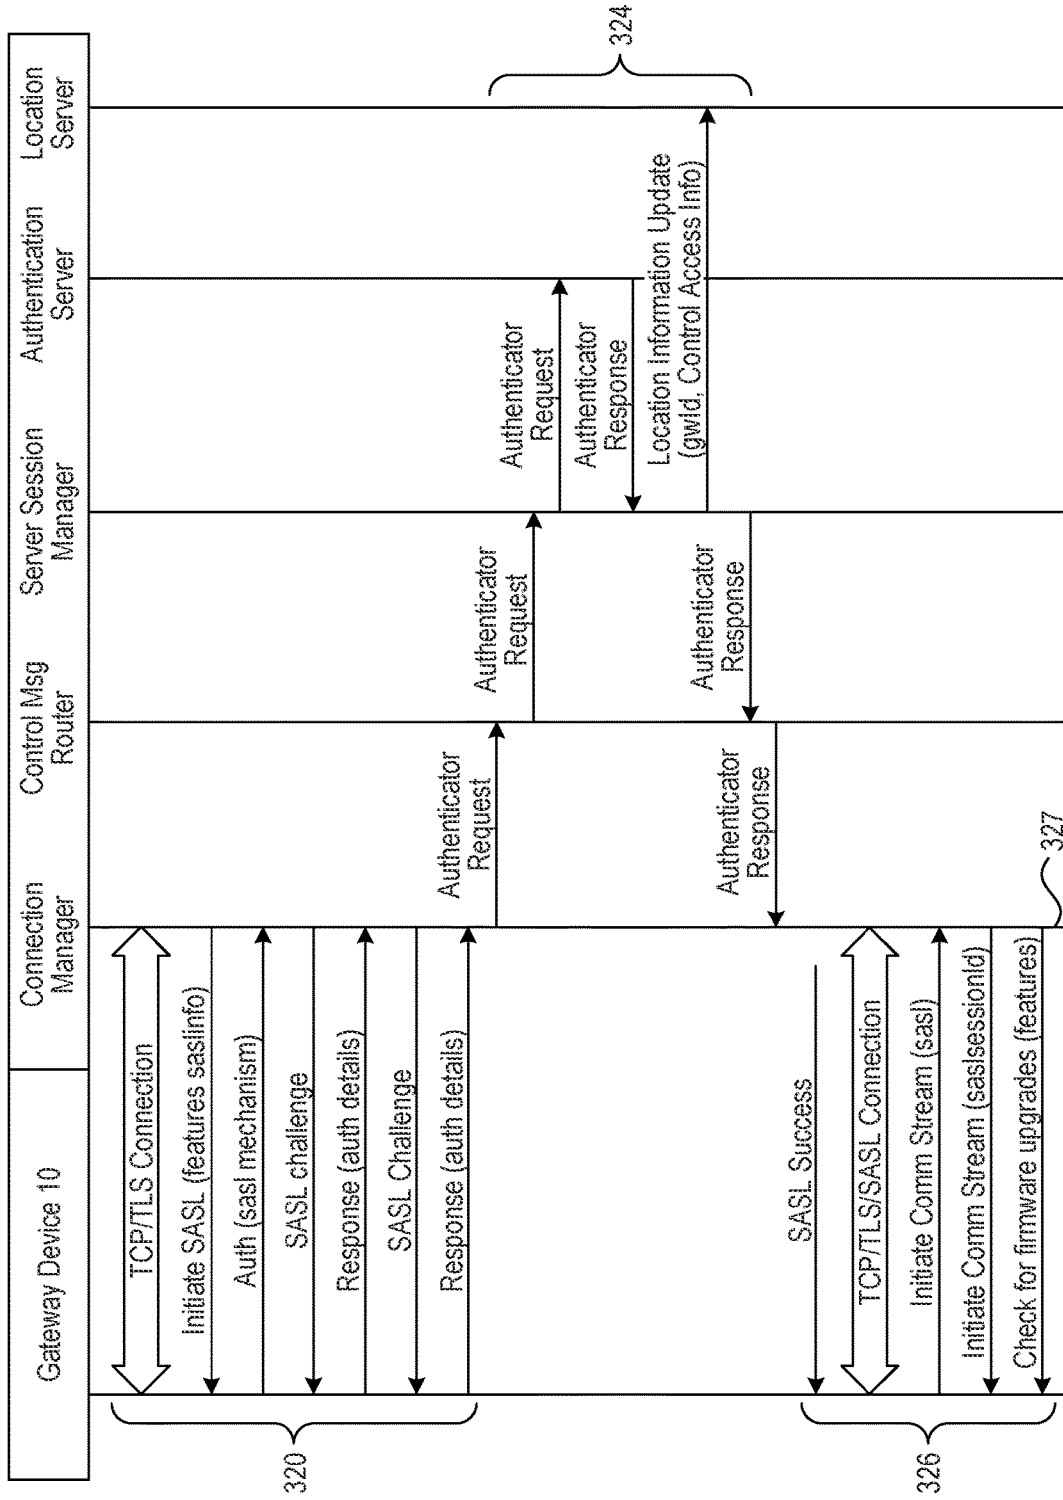 Gateway Device 10
Connection
Manager
Control Msg
Router
Server Session
Manager
Authentication
Server
Location
Server
TCP/TLS Connection
Initiate SASL (features saslinfo)
Auth (sasl mechanism)
SASL challenge
Response (auth details)
SASL Challenge
Response (auth details)
320
Authenticator
Request
Authenticator
Request
Authenticator
Request
Authenticator
Response
Location Information Update
(gwId, Control Access Info)
324
Authenticator
Response
Authenticator
Response
SASL Success
TCP/TLS/SASL Connection
Initiate Comm Stream (sasl)
Initiate Comm Stream (saslsessionId)
Check for firmware upgrades (features)
326
327